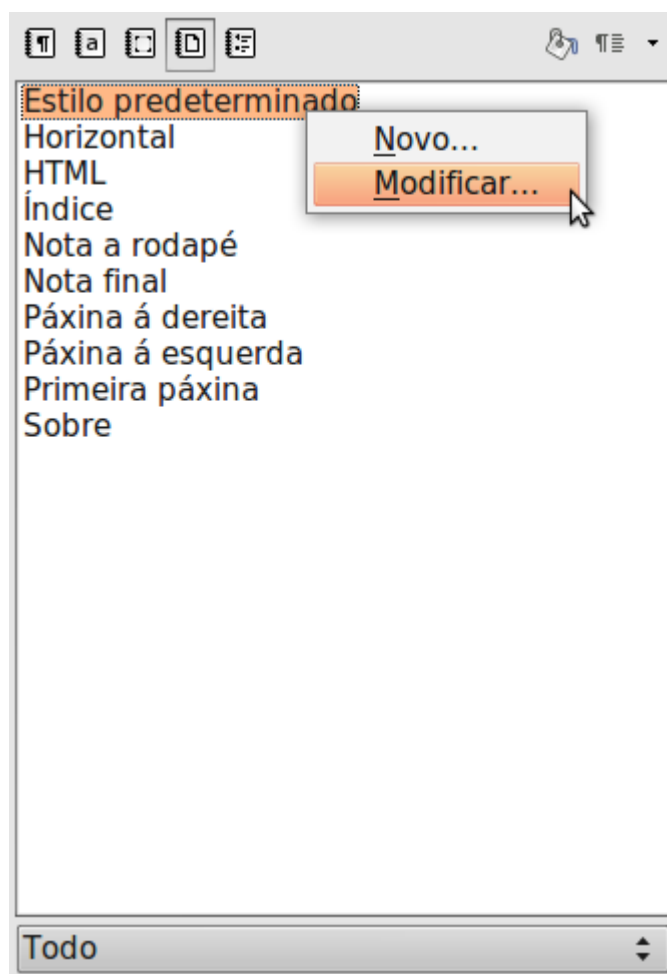 Estilo predeterminado
Horizontal
HTML
Índice
Nota a rodapé
Nota final
Páxina á dereita
Páxina á esquerda
Primeira páxina
Sobre
Novo...
Modificar...
Todo